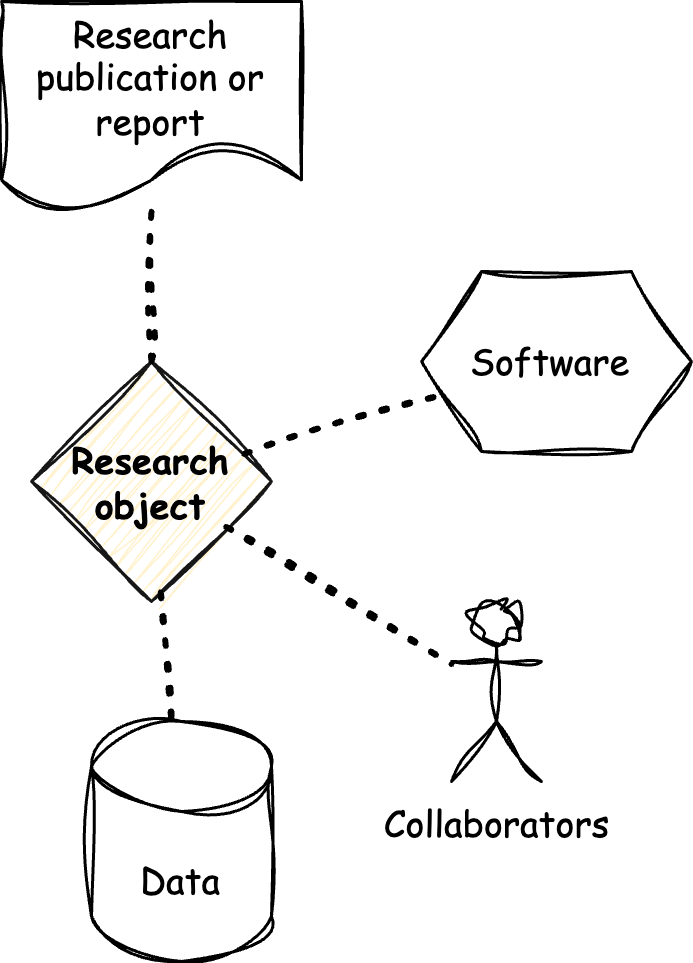 Research
publication or
report
Software
Research
object
Collaborators
Data